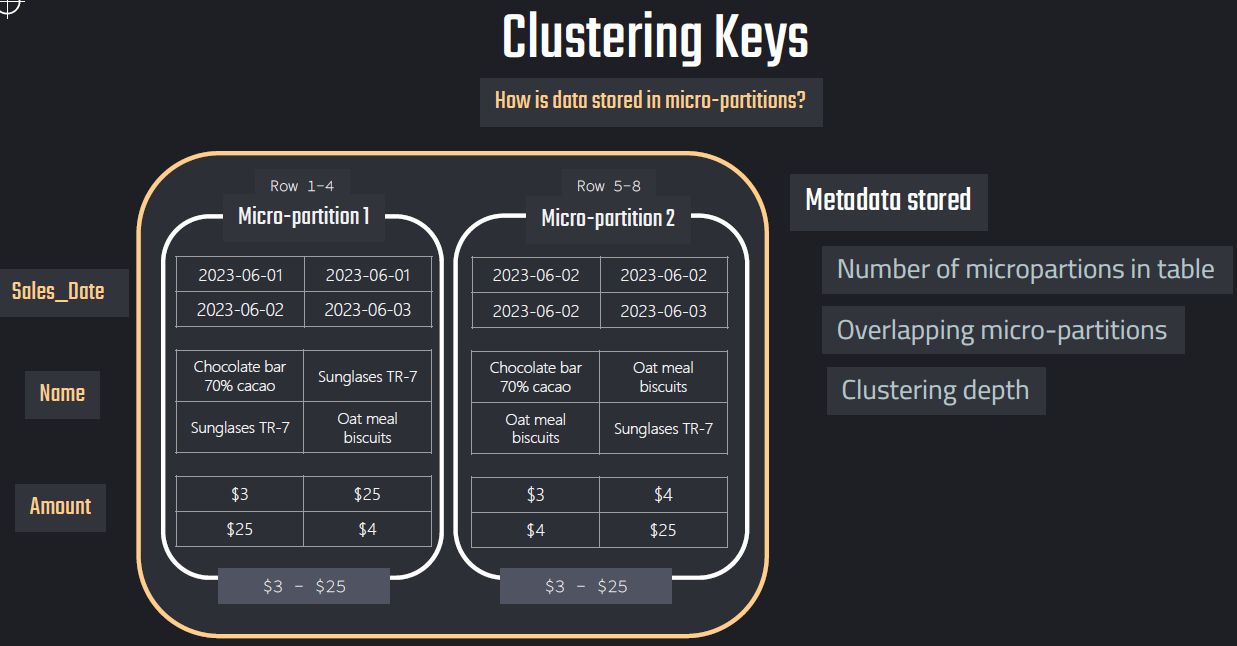 Clustering Keys
How is data stored in micro-partitions?
Row 1-4
Micro-partition 1
Row 5-8
Micro-partition 2
Metadata stored
Number of micropartions in table
Overlapping micro-partitions
Clustering depth
Sales_Date
2023-06-01 2023-06-01
2023-06-02 2023-06-03
2023-06-02 2023-06-02
2023-06-02 2023-06-03
Name
Chocolate bar
70% cacao
Sunglases TR-7
Sunglases TR-7
Oat meal
biscuits
Chocolate bar
70% cacao
Oat meal
biscuits
Oat meal
biscuits
Sunglases TR-7
Amount
$3 $25
$25 $4
$3 $4
$4 $25
$3 - $25
$3 - $25